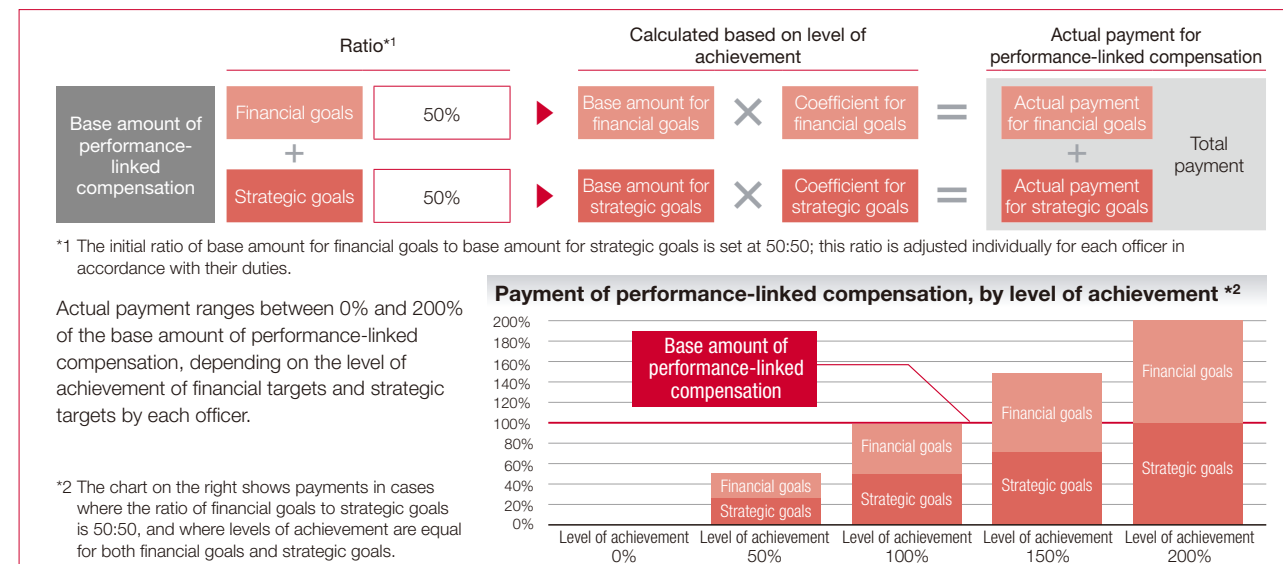 Ratio*1
Calculated based on level of
achievement
Actual payment for
performance-linked compensation
Base amount of
performance-
linked
compensation
Financial goals
50%
Base amount for
financial goals
×
Coefficient for
financial goals
=
Actual payment
for financial goals
+
+
Total
payment
Strategic goals
50%
Base amount for
strategic goals
×
Coefficient for
strategic goals
=
Actual payment
for strategic goals
*1 The initial ratio of base amount for financial goals to base amount for strategic goals is set at 50:50; this ratio is adjusted individually for each officer in
accordance with their duties.
Actual payment ranges between 0% and 200%
of the base amount of performance-linked
compensation, depending on the level of
achievement of financial targets and strategic
targets by each officer.
*2 The chart on the right shows payments in cases
where the ratio of financial goals to strategic goals
is 50:50, and where levels of achievement are equal
for both financial goals and strategic goals.
Payment of performance-linked compensation, by level of achievement *2
200%
180%
160%
140%
120%
100%
80%
60%
40%
20%
0%
Base amount of
performance-linked
compensation
Financial goals
Strategic goals
Financial goals
Strategic goals
Financial goals
Strategic goals
Financial goals
Strategic goals
Level of achievement
0%
Level of achievement
50%
Level of achievement
100%
Level of achievement
150%
Level of achievement
200%